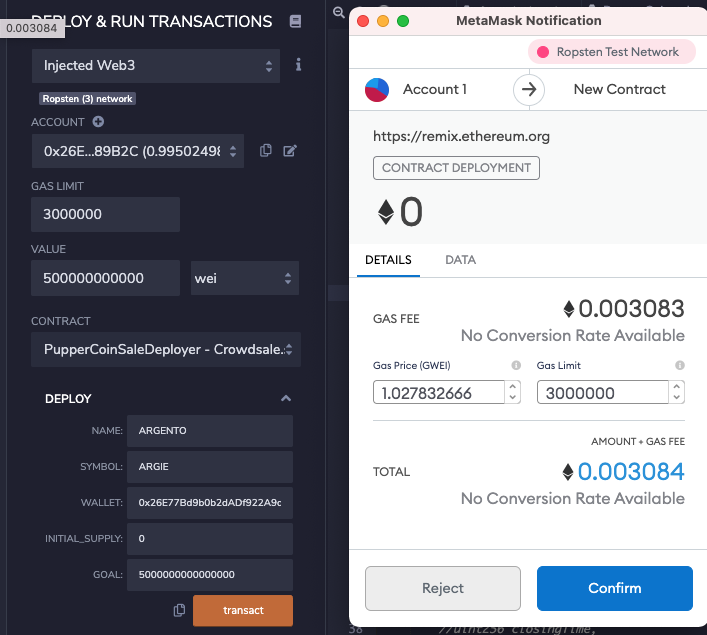 DEPLOY & RUN TRANSACTIONS
0.003084
Injected Web3
Ropsten (3) network
ACCOUNT
0x26E...89B2C (0.99502498
GAS LIMIT
3000000
VALUE
500000000000
wei
CONTRACT
PupperCoinSaleDeployer - Crowdsale.
DEPLOY
NAME: ARGENTO
SYMBOL: ARGIE
WALLET: 0x26E77Bd9b0b2dADf922A9c
INITIAL_SUPPLY: 0
GOAL: 5000000000000000
transact
MetaMask Notification
Ropsten Test Network
Account 1
New Contract
https://remix.ethereum.org
CONTRACT DEPLOYMENT
0
DETAILS
DATA
GAS FEE
0.003083
No Conversion Rate Available
Gas Price (GWEI)
Gas Limit
1.027832666
3000000
AMOUNT + GAS FEE
TOTAL
0.003084
No Conversion Rate Available
Reject
Confirm
38 //uint256 closingTime,